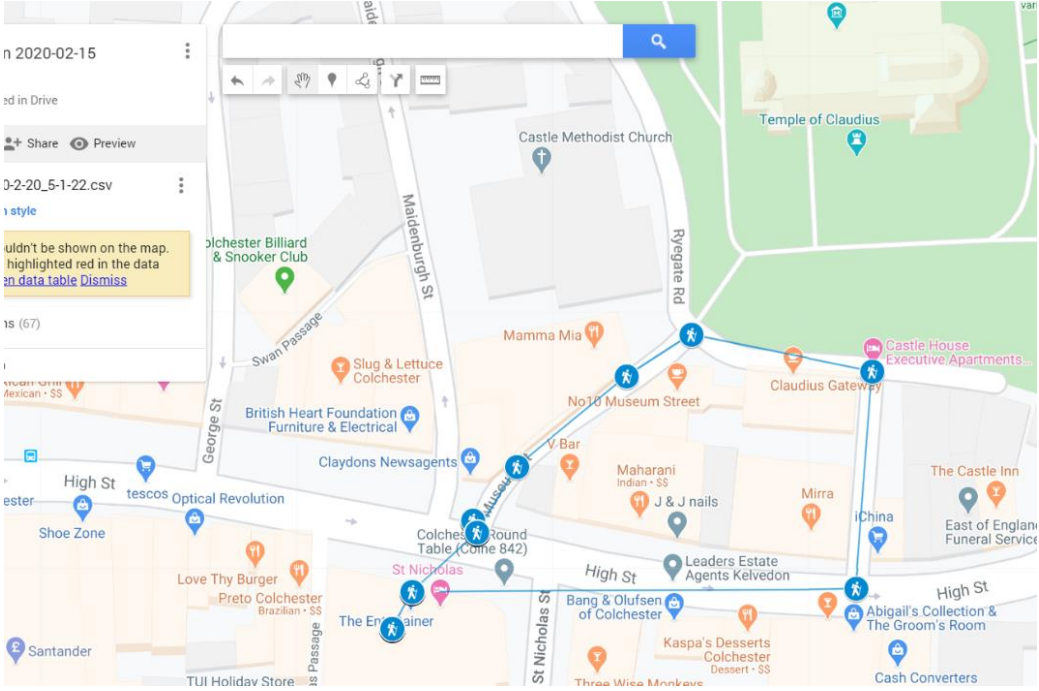 n 2020-02-15
ed in Drive
Share
Preview
0-2-20_5-1-22.csv
n style
ouldn't be shown on the map.
highlighted red in the data
en data table Dismiss
ns (67)
Mexican • SS
Temple of Claudius
Castle Methodist Church
Maidenburgh St
Ryegate Rd
olchester Billiard
& Snooker Club
Swan Passage
George St
Slug & Lettuce
Colchester
Mamma Mia
Castle House
Executive Apartments...
Claudius Gateway
No10 Museum Street
British Heart Foundation
Furniture & Electrical
V Bar
Claydons Newsagents
Maharani
Indian • $$
J & J nails
Mirra
iChina
The Castle Inn
East of England
Funeral Service
High St
ester
tescos
Optical Revolution
Shoe Zone
Round
Table (Colne 842)
St Nicholas
Leaders Estate
Agents Kelvedon
High St
High St
Love Thy Burger
Preto Colchester
Brazilian • $$
Bang & Olufsen
of Colchester
Abigail's Collection &
The Groom's Room
St Nicholas St
Kaspa's Desserts
Colchester
Dessert • $$
Santander
TUI Holiday Store
s Passage
Three Wise Monkeys
Cash Converters